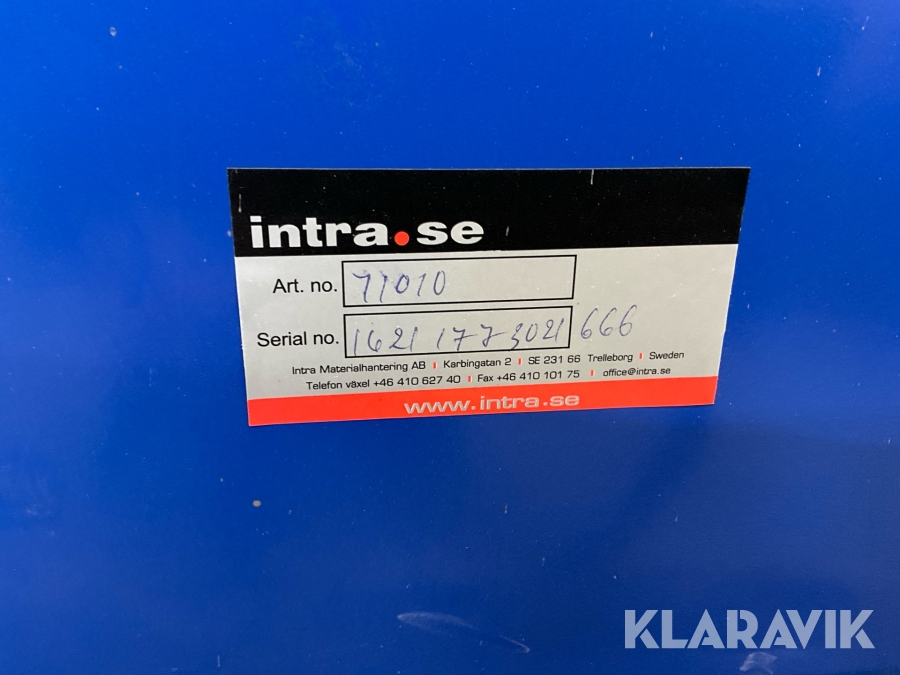 intra.se
Art. no. 71010
Serial no. 1621 177-3021 666
Intra Materialhantering AB | Karbingatan 2 | SE 231 66 Trelleborg | Sweden
Telefon växel +46 410 627 40 | Fax +46 410 101 75 | office@intra.se
www.intra.se
KLARAVIK